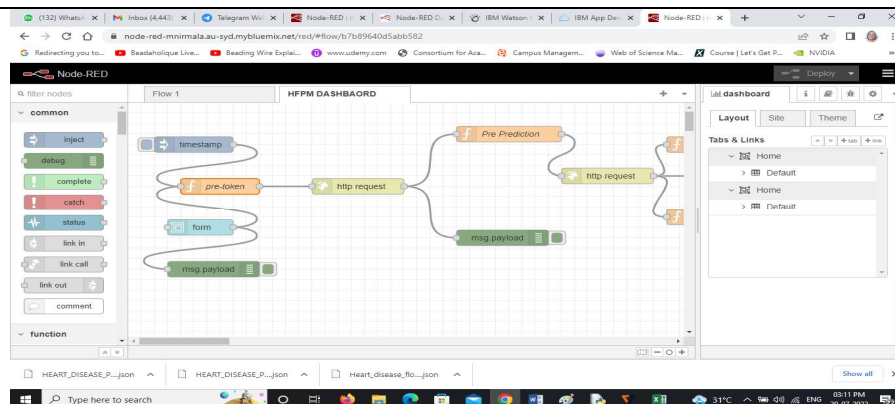 (132) Whats
Inbox (4,443)
Telegram We
Node-RED : n
Node-RED D
IBM Watson S
IBM App Dev
Node-RED : n
node-red-mnirmala.au-syd.mybluemix.net/red/#flow/b7b89640d5abb582
Redirecting you to...
Beadaholique Live...
Beading Wire Explai...
www.udemy.com
Consortium for Aca...
Campus Managem...
Web of Science Ma...
Course | Let's Get P...
NVIDIA
Node-RED
Deploy
filter nodes
Flow 1
HFPM DASHBAORD
dashboard
common
inject
debug
complete
catch
status
link in
link call
link out
comment
function
timestamp
pre-token
http request
form
msg.payload
Pre Prediction
http request
msg.payload
Layout
Site
Theme
Tabs & Links
+ tab
+ link
Home
Default
Home
Default
HEART_DISEASE_P....json
HEART_DISEASE_P....json
Heart_disease_flo....json
Show all
Type here to search
31°C
ENG
03:11 PM